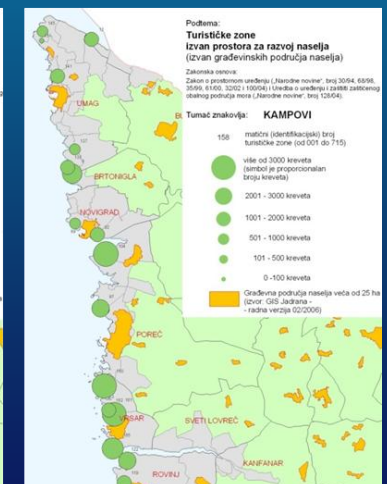 Podtema:
Turističke zone
izvan prostora za razvoj naselja
(izvan građevinskih područja naselja)
Zakonska osnova:
Zakon o prostornom uređenju („Narodne novine“, broj 30/94, 68/98,
35/99, 61/00, 32/02 i 100/04) i Uredba o uređenju i zaštiti zaštićenog
obalnog područja mora („Narodne novine“, broj 128/04).
Tumač znakovlja: KAMPOVI
158 matični (identifikacijski) broj
turističke zone (od 001 do 715)
više od 3000 kreveta
(simbol je proporcionalan
broju kreveta)
2001 - 3000 kreveta
1001 - 2000 kreveta
501 - 1000 kreveta
101 - 500 kreveta
0 -100 kreveta
Građevna područja naselja veća od 25 ha
(izvor: GIS Jadrana -
- radna verzija 02/2006)
UMAG
BRTONIGLA
NOVIGRAD
POREČ
VRSAR
SVETI LOVREČ
KANFANAR
ROVINJ